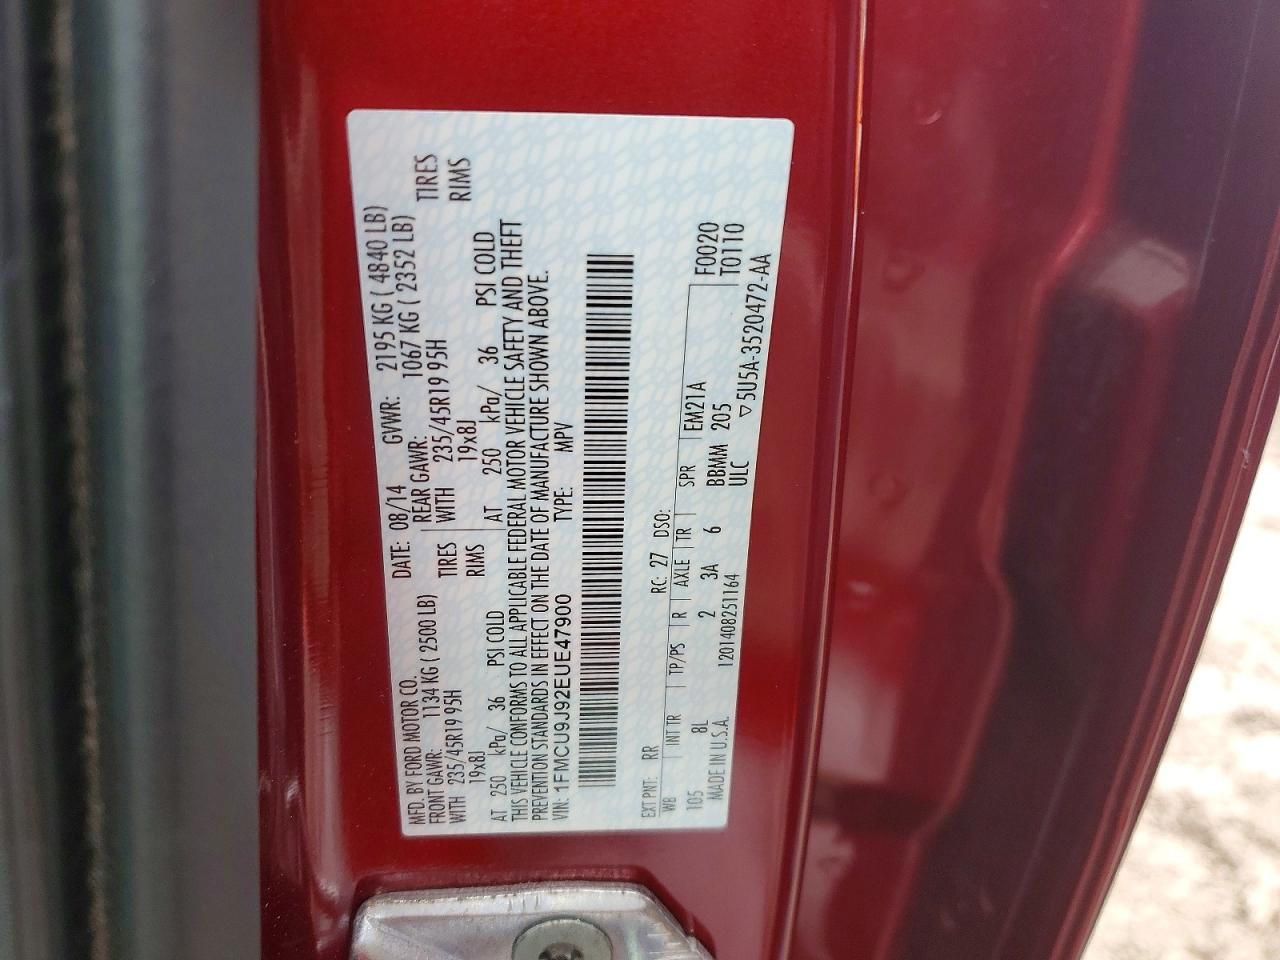 MFD. BY FORD MOTOR CO. DATE: 08/14 GVWR: 2195 KG ( 4840 LB)
FRONT GAWR: 1134 KG ( 2500 LB) REAR GAWR: 1067 KG ( 2352 LB)
WITH 235/45R19 95H TIRES WITH 235/45R19 95H TIRES
19x8J RIMS 19x8J RIMS
AT 250 kPa/ 36 PSI COLD AT 250 kPa/ 36 PSI COLD
THIS VEHICLE CONFORMS TO ALL APPLICABLE FEDERAL MOTOR VEHICLE SAFETY AND THEFT
PREVENTION STANDARDS IN EFFECT ON THE DATE OF MANUFACTURE SHOWN ABOVE.
VIN: 1FMCU9J92EUE47900 TYPE: MPV
EXT PNT: RR RC: 27 DSO: F0020
WB INT TR TP/PS R AXLE TR SPR EM21A T0110
105 8L 2 3A 6 BBMM 205
MADE IN U.S.A. 1201408251164 ULC ▽5U5A-3520472-AA